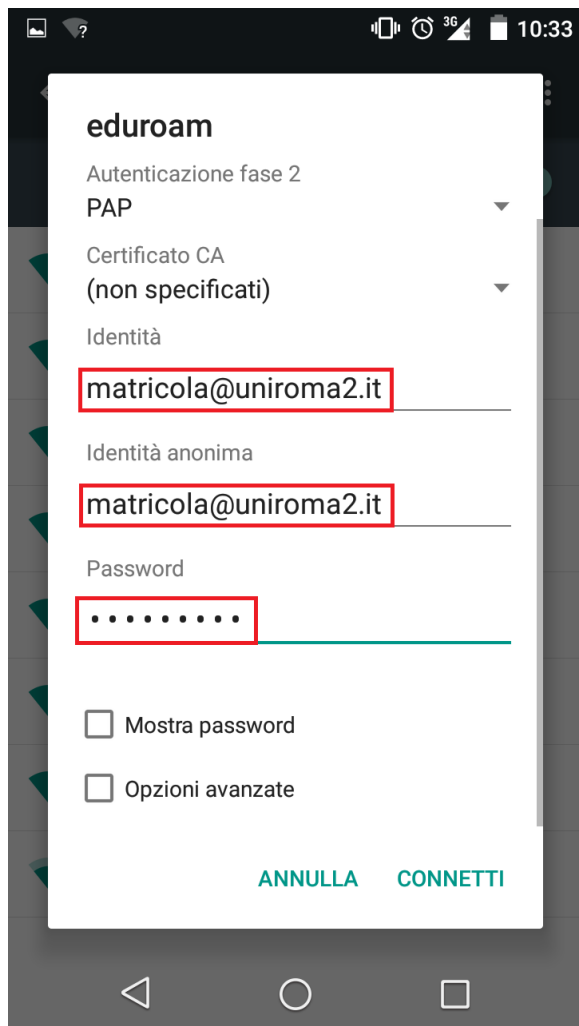 3G 10:33
eduroam
Autenticazione fase 2
PAP
Certificato CA
(non specificati)
Identità
matricola@uniroma2.it
Identità anonima
matricola@uniroma2.it
Password
•••••••••
Mostra password
Opzioni avanzate
ANNULLA CONNETTI